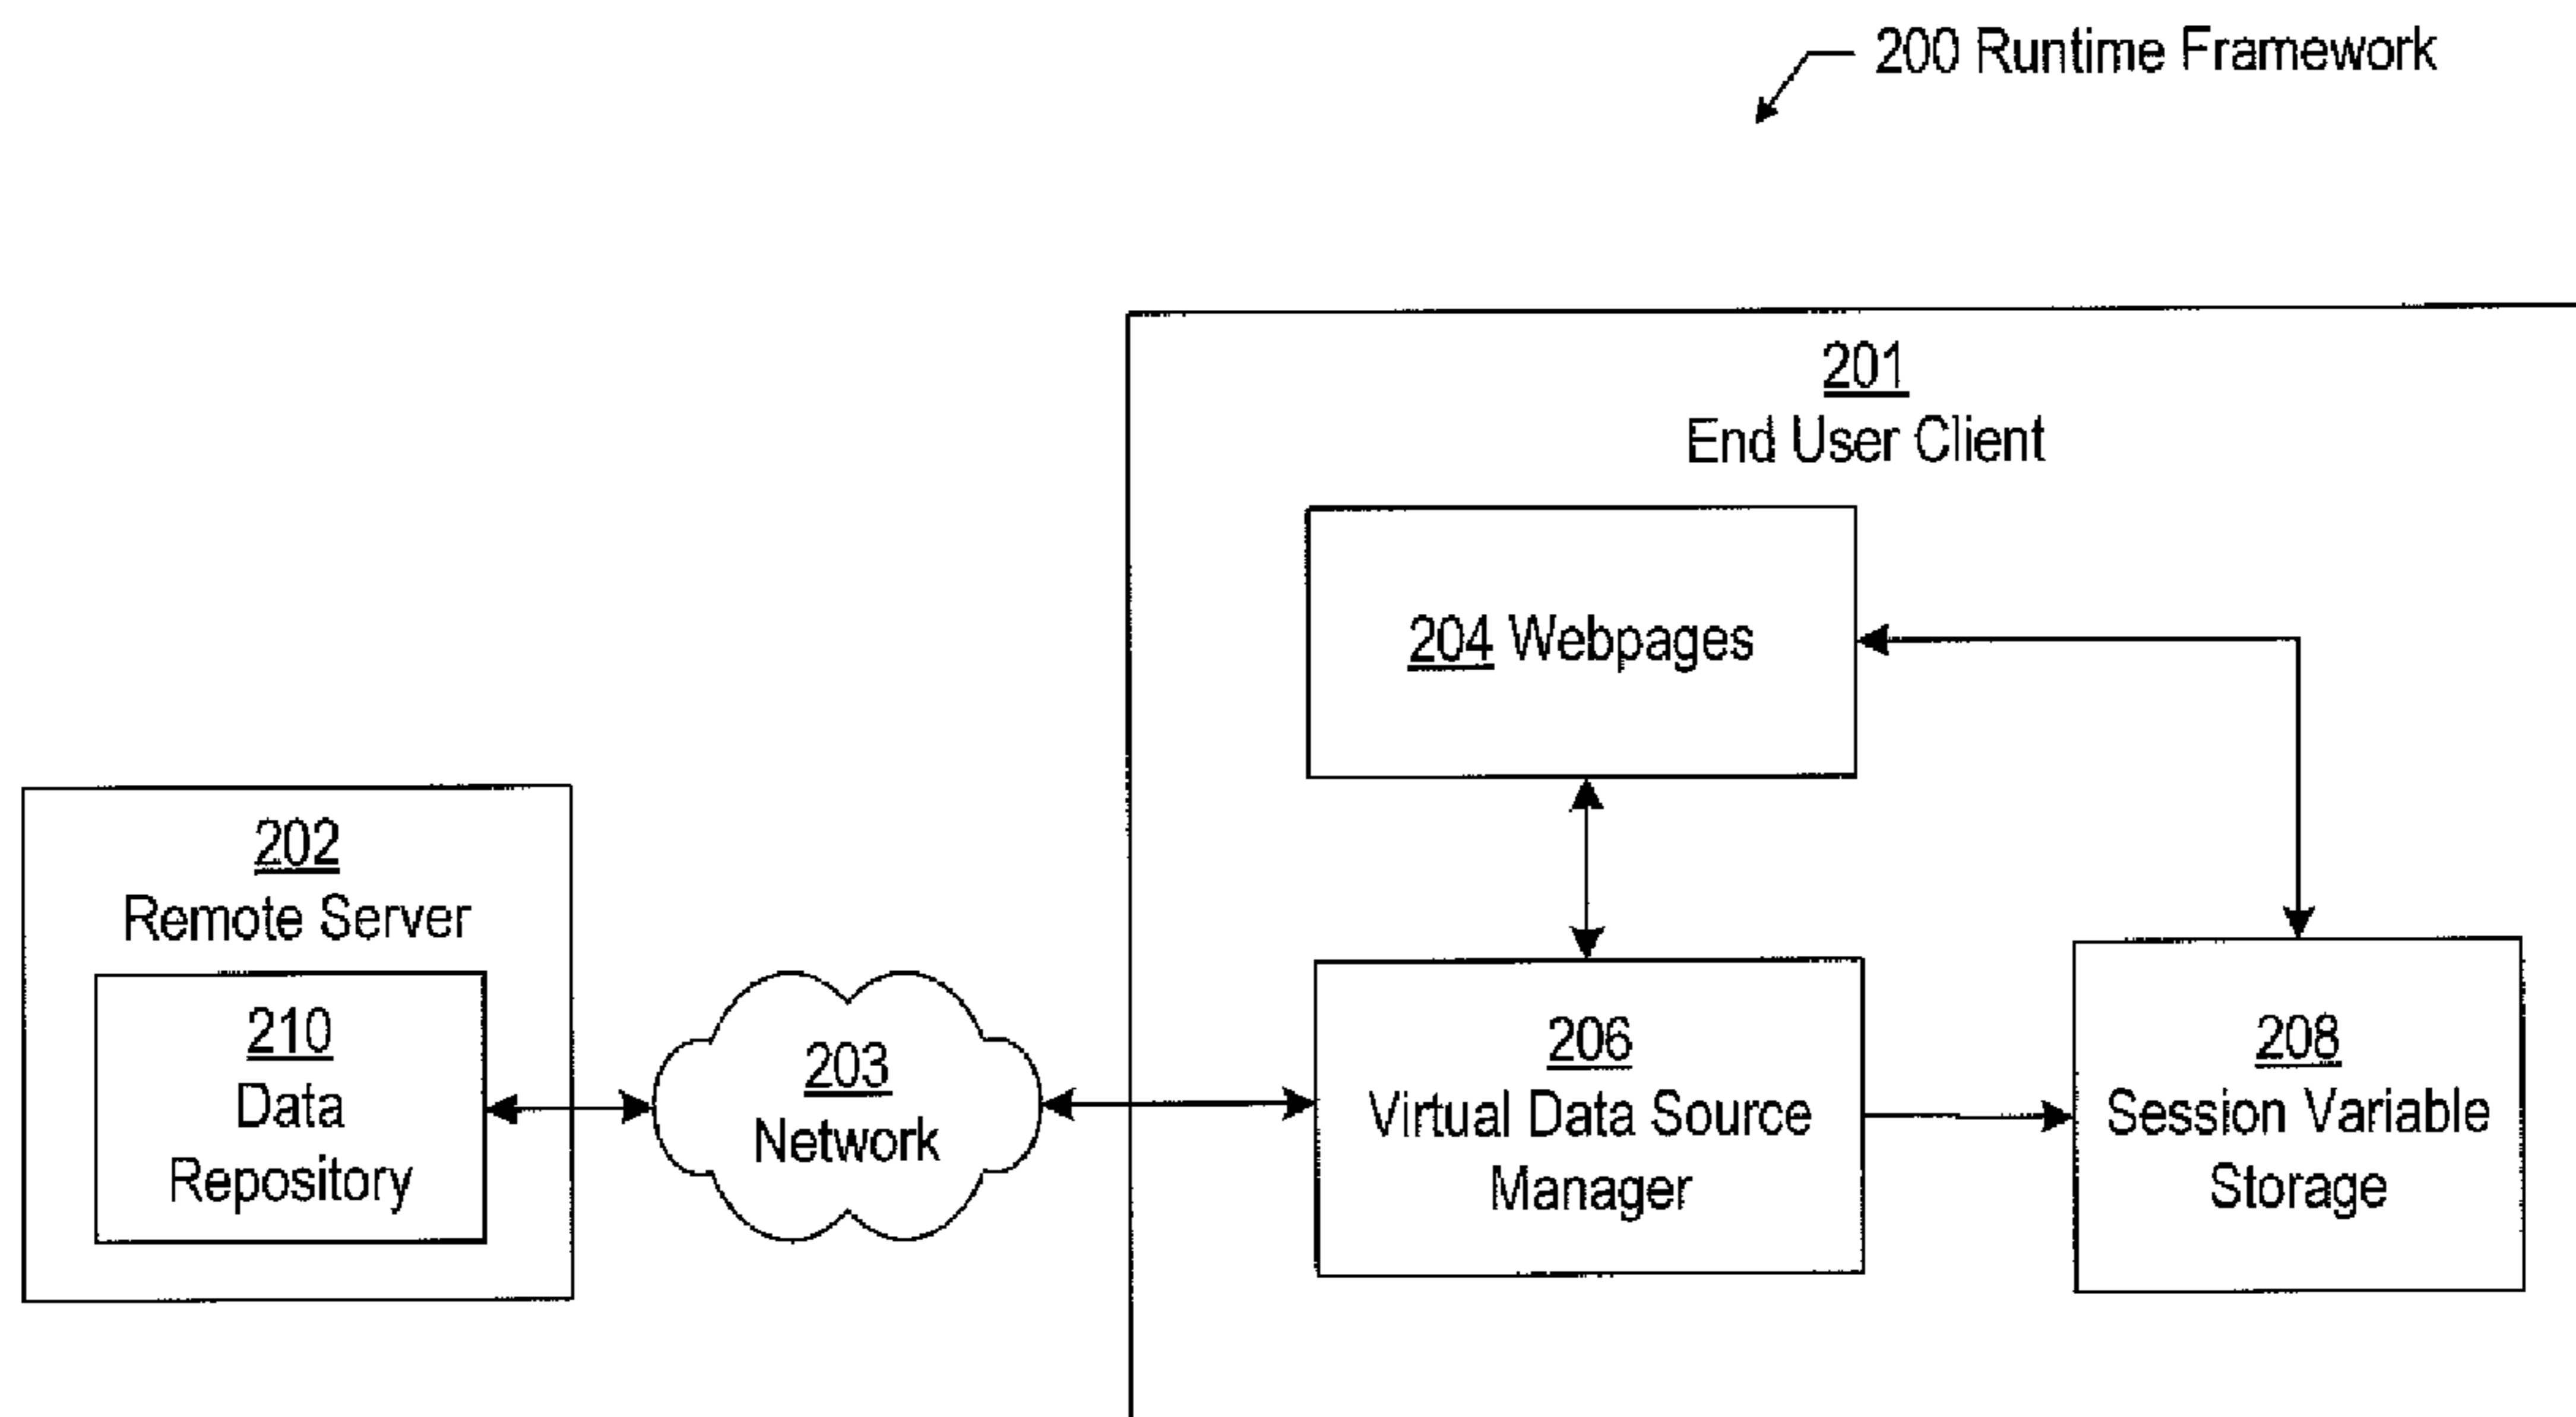 200 Runtime Framework
201
End User Client
204 Webpages
202
Remote Server
210
Data
Repository
203
Network
206
Virtual Data Source
Manager
208
Session Variable
Storage